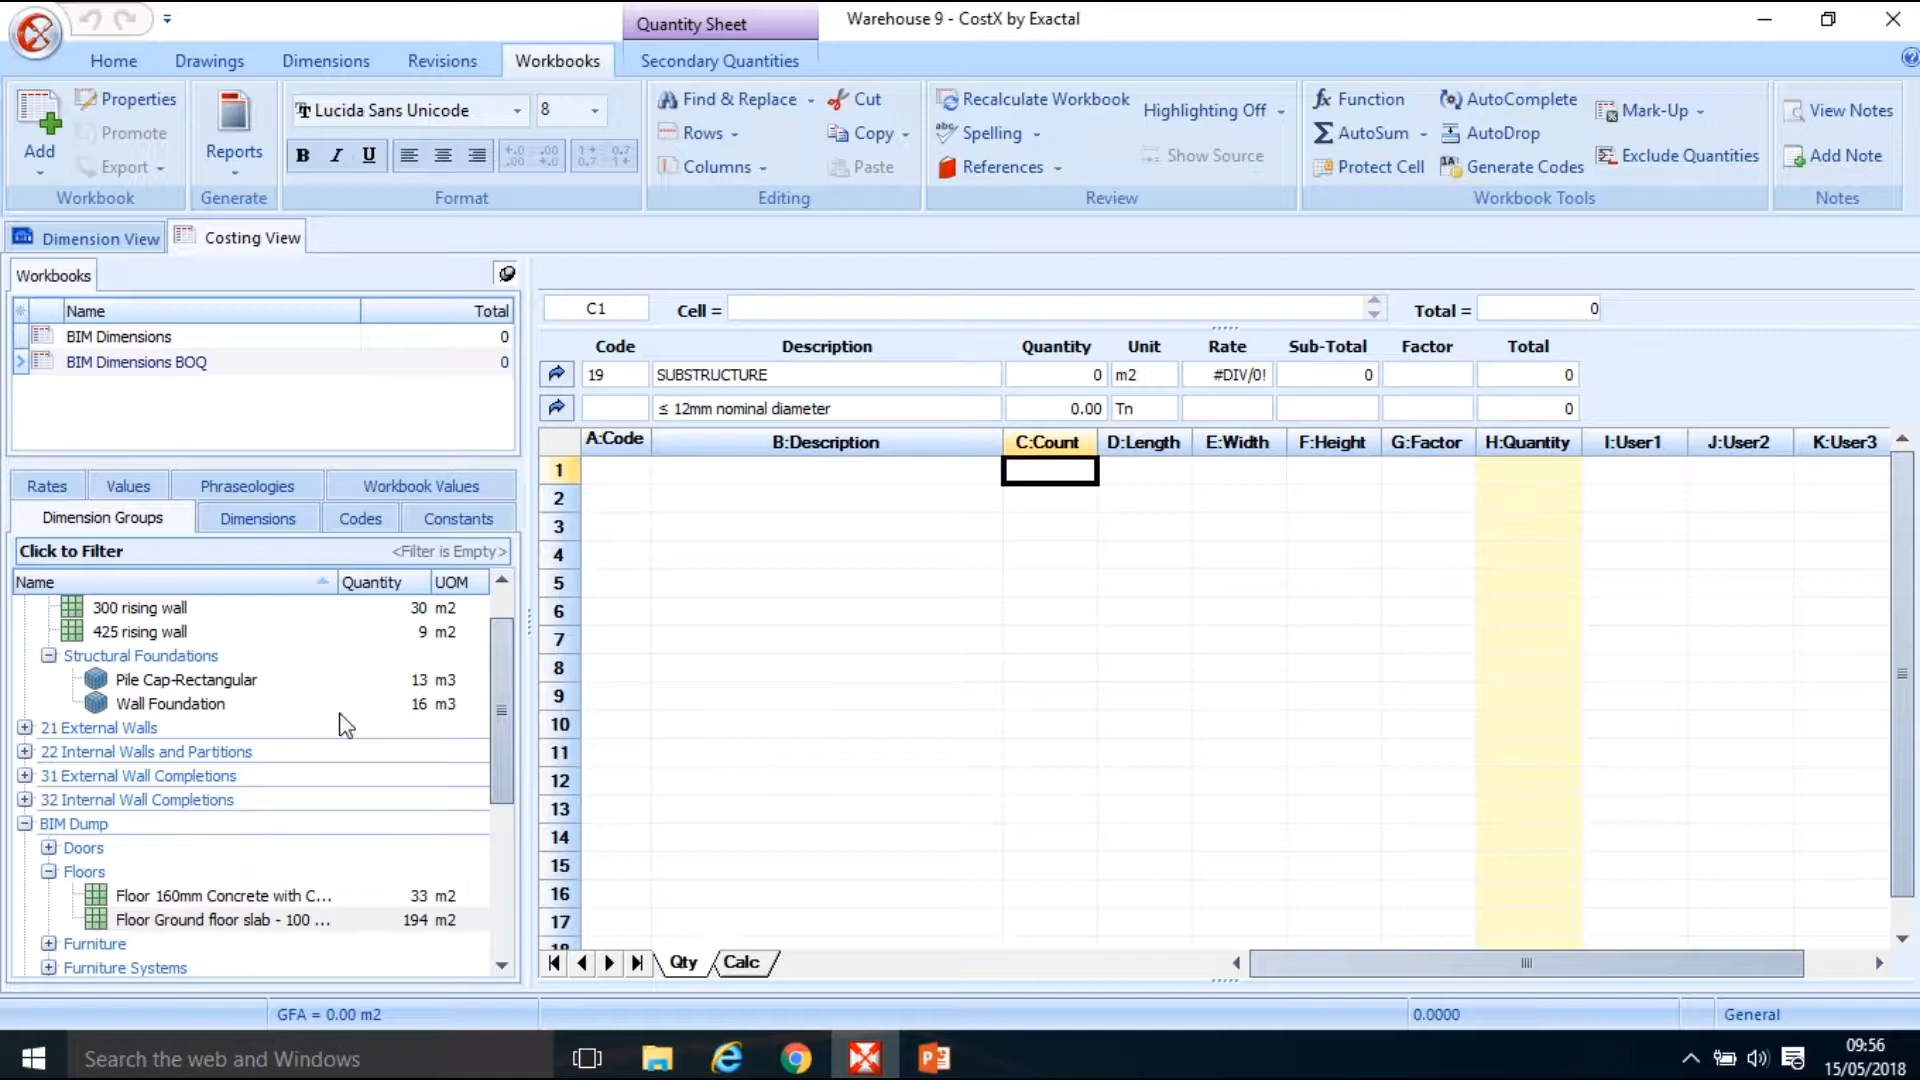 Quantity Sheet
Warehouse 9 - CostX by Exactal
Home Drawings Dimensions Revisions Workbooks Secondary Quantities
Add
Properties
Promote
Export
Workbook
Reports
Generate
Lucida Sans Unicode 8
B I U
Format
Find & Replace
Rows
Columns
Cut
Copy
Paste
Editing
Recalculate Workbook
Spelling
References
Highlighting Off
Show Source
Review
Function
AutoSum
Protect Cell
AutoComplete
AutoDrop
Generate Codes
Mark-Up
Exclude Quantities
Workbook Tools
View Notes
Add Note
Notes
Dimension View Costing View
Workbooks
Name Total
BIM Dimensions 0
BIM Dimensions BOQ 0
Rates Values Phraseologies Workbook Values
Dimension Groups Dimensions Codes Constants
Click to Filter <Filter is Empty>
Name Quantity UOM
300 rising wall 30 m2
425 rising wall 9 m2
Structural Foundations
Pile Cap-Rectangular 13 m3
Wall Foundation 16 m3
21 External Walls
22 Internal Walls and Partitions
31 External Wall Completions
32 Internal Wall Completions
BIM Dump
Doors
Floors
Floor 160mm Concrete with C... 33 m2
Floor Ground floor slab - 100 ... 194 m2
Furniture
Furniture Systems
C1 Cell = Total = 0
Code Description Quantity Unit Rate Sub-Total Factor Total
19 SUBSTRUCTURE 0 m2 #DIV/0! 0 0
≤ 12mm nominal diameter 0.00 Tn 0
A:Code B:Description C:Count D:Length E:Width F:Height G:Factor H:Quantity I:User1 J:User2 K:User3
1
2
3
4
5
6
7
8
9
10
11
12
13
14
15
16
17
18
Qty Calc
GFA = 0.00 m2 0.0000 General
Search the web and Windows
09:56
15/05/2018